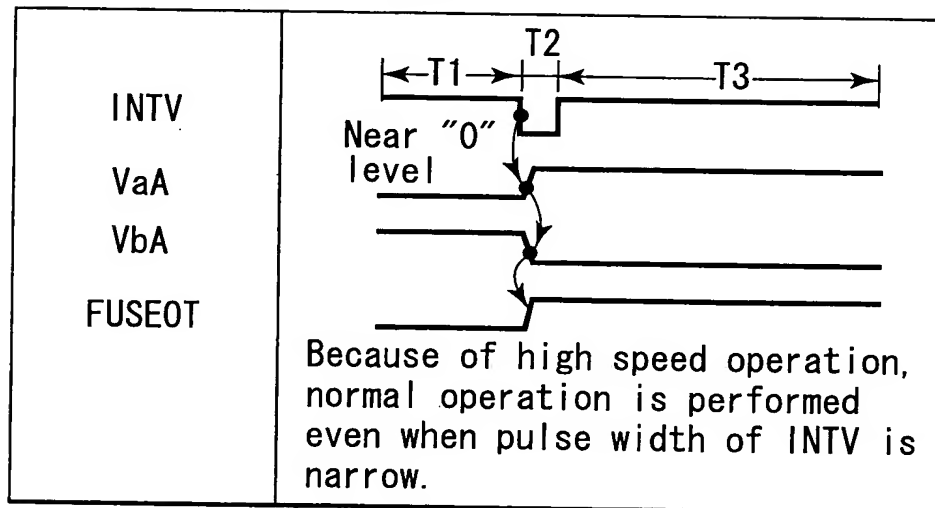 T2
T1
T3
INTV
Near "0"
level
VaA
VbA
FUSEOT
Because of high speed operation,
normal operation is performed
even when pulse width of INTV is
narrow.